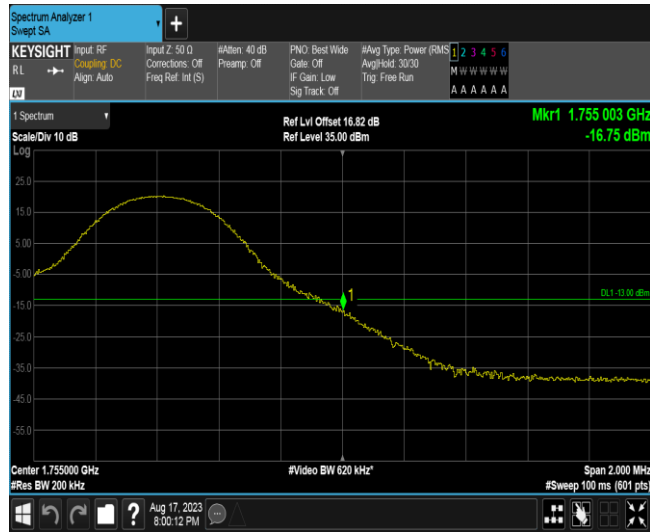 Spectrum Analyzer 1
Swept SA
KEYSIGHT
RL
LXI
Input: RF
Coupling: DC
Align: Auto
Input Z: 50 Ω
Corrections: Off
Freq Ref: Int (S)
#Atten: 40 dB
Preamp: Off
PNO: Best Wide
Gate: Off
IF Gain: Low
Sig Track: Off
#Avg Type: Power (RMS
Avg|Hold: 30/30
Trig: Free Run
1 2 3 4 5 6
M W W W W W
A A A A A A
1 Spectrum
Scale/Div 10 dB
Ref Lvl Offset 16.82 dB
Ref Level 35.00 dBm
Mkr1 1.755 003 GHz
-16.75 dBm
Log
25.0
15.0
5.00
-5.00
1
DL1 -13.00 dBm
-15.0
-25.0
-35.0
-45.0
-55.0
Center 1.755000 GHz
#Res BW 200 kHz
#Video BW 620 kHz*
Span 2.000 MHz
#Sweep 100 ms (601 pts)
?
Aug 17, 2023
8:00:12 PM